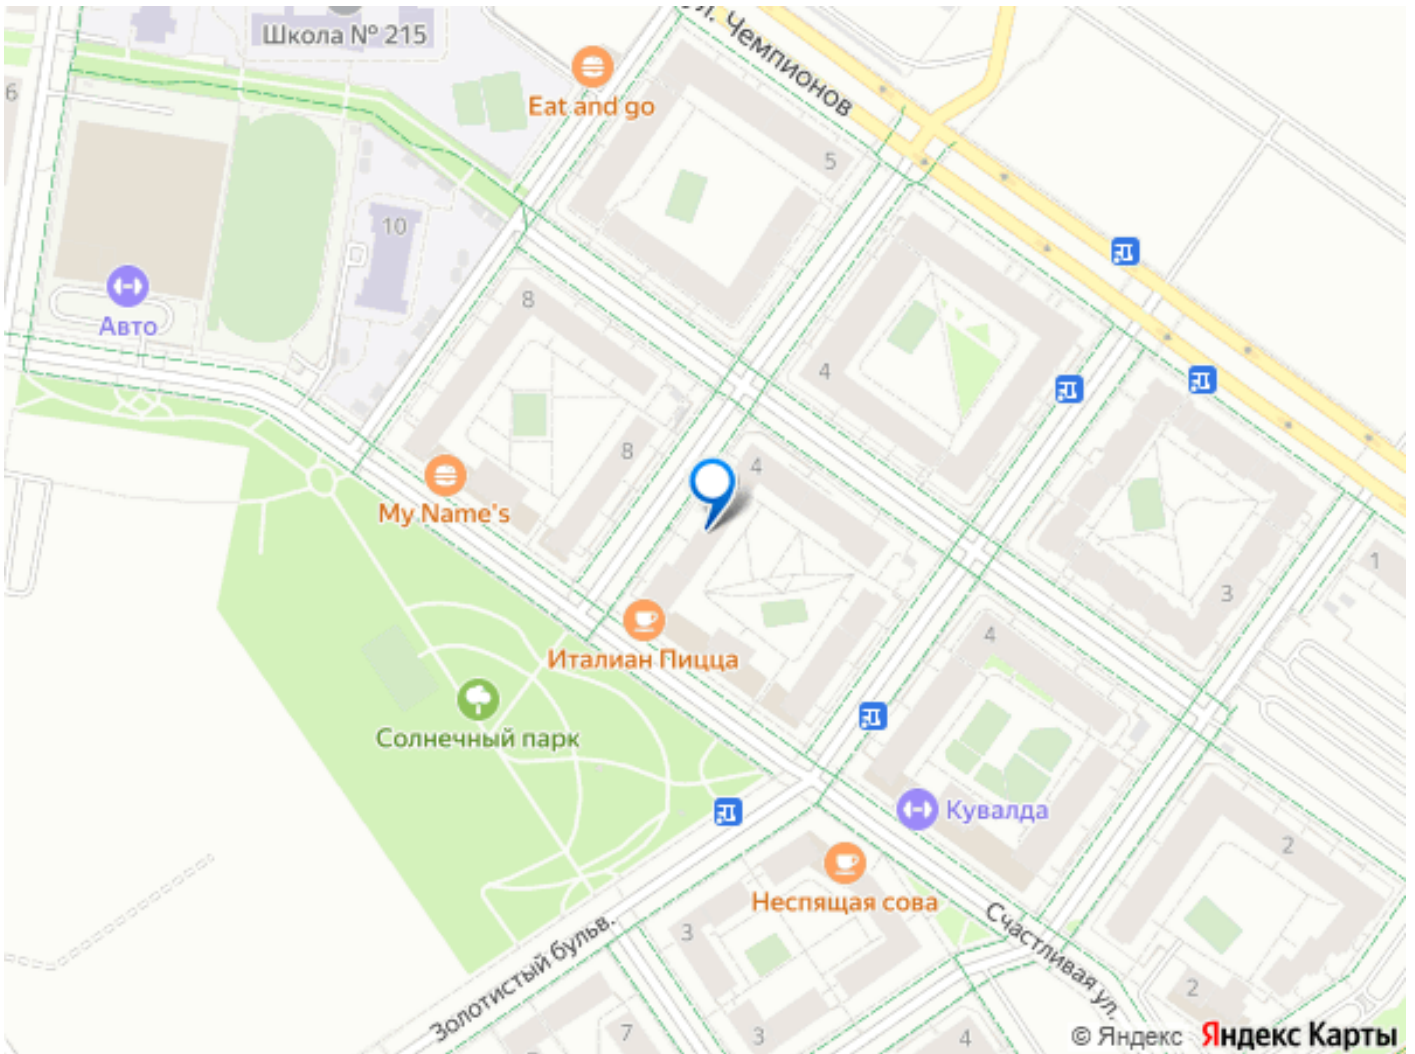 Школа № 215
ул. Чемпионов
Eat and go
6
5
10
Авто
8
4
8
4
My Name's
1
3
4
Италиан Пицца
Солнечный парк
Кувалда
2
Неспящая сова
3
Счастливая ул.
Золотистый бульв.
2
7
3
4
© Яндекс Яндекс Карты